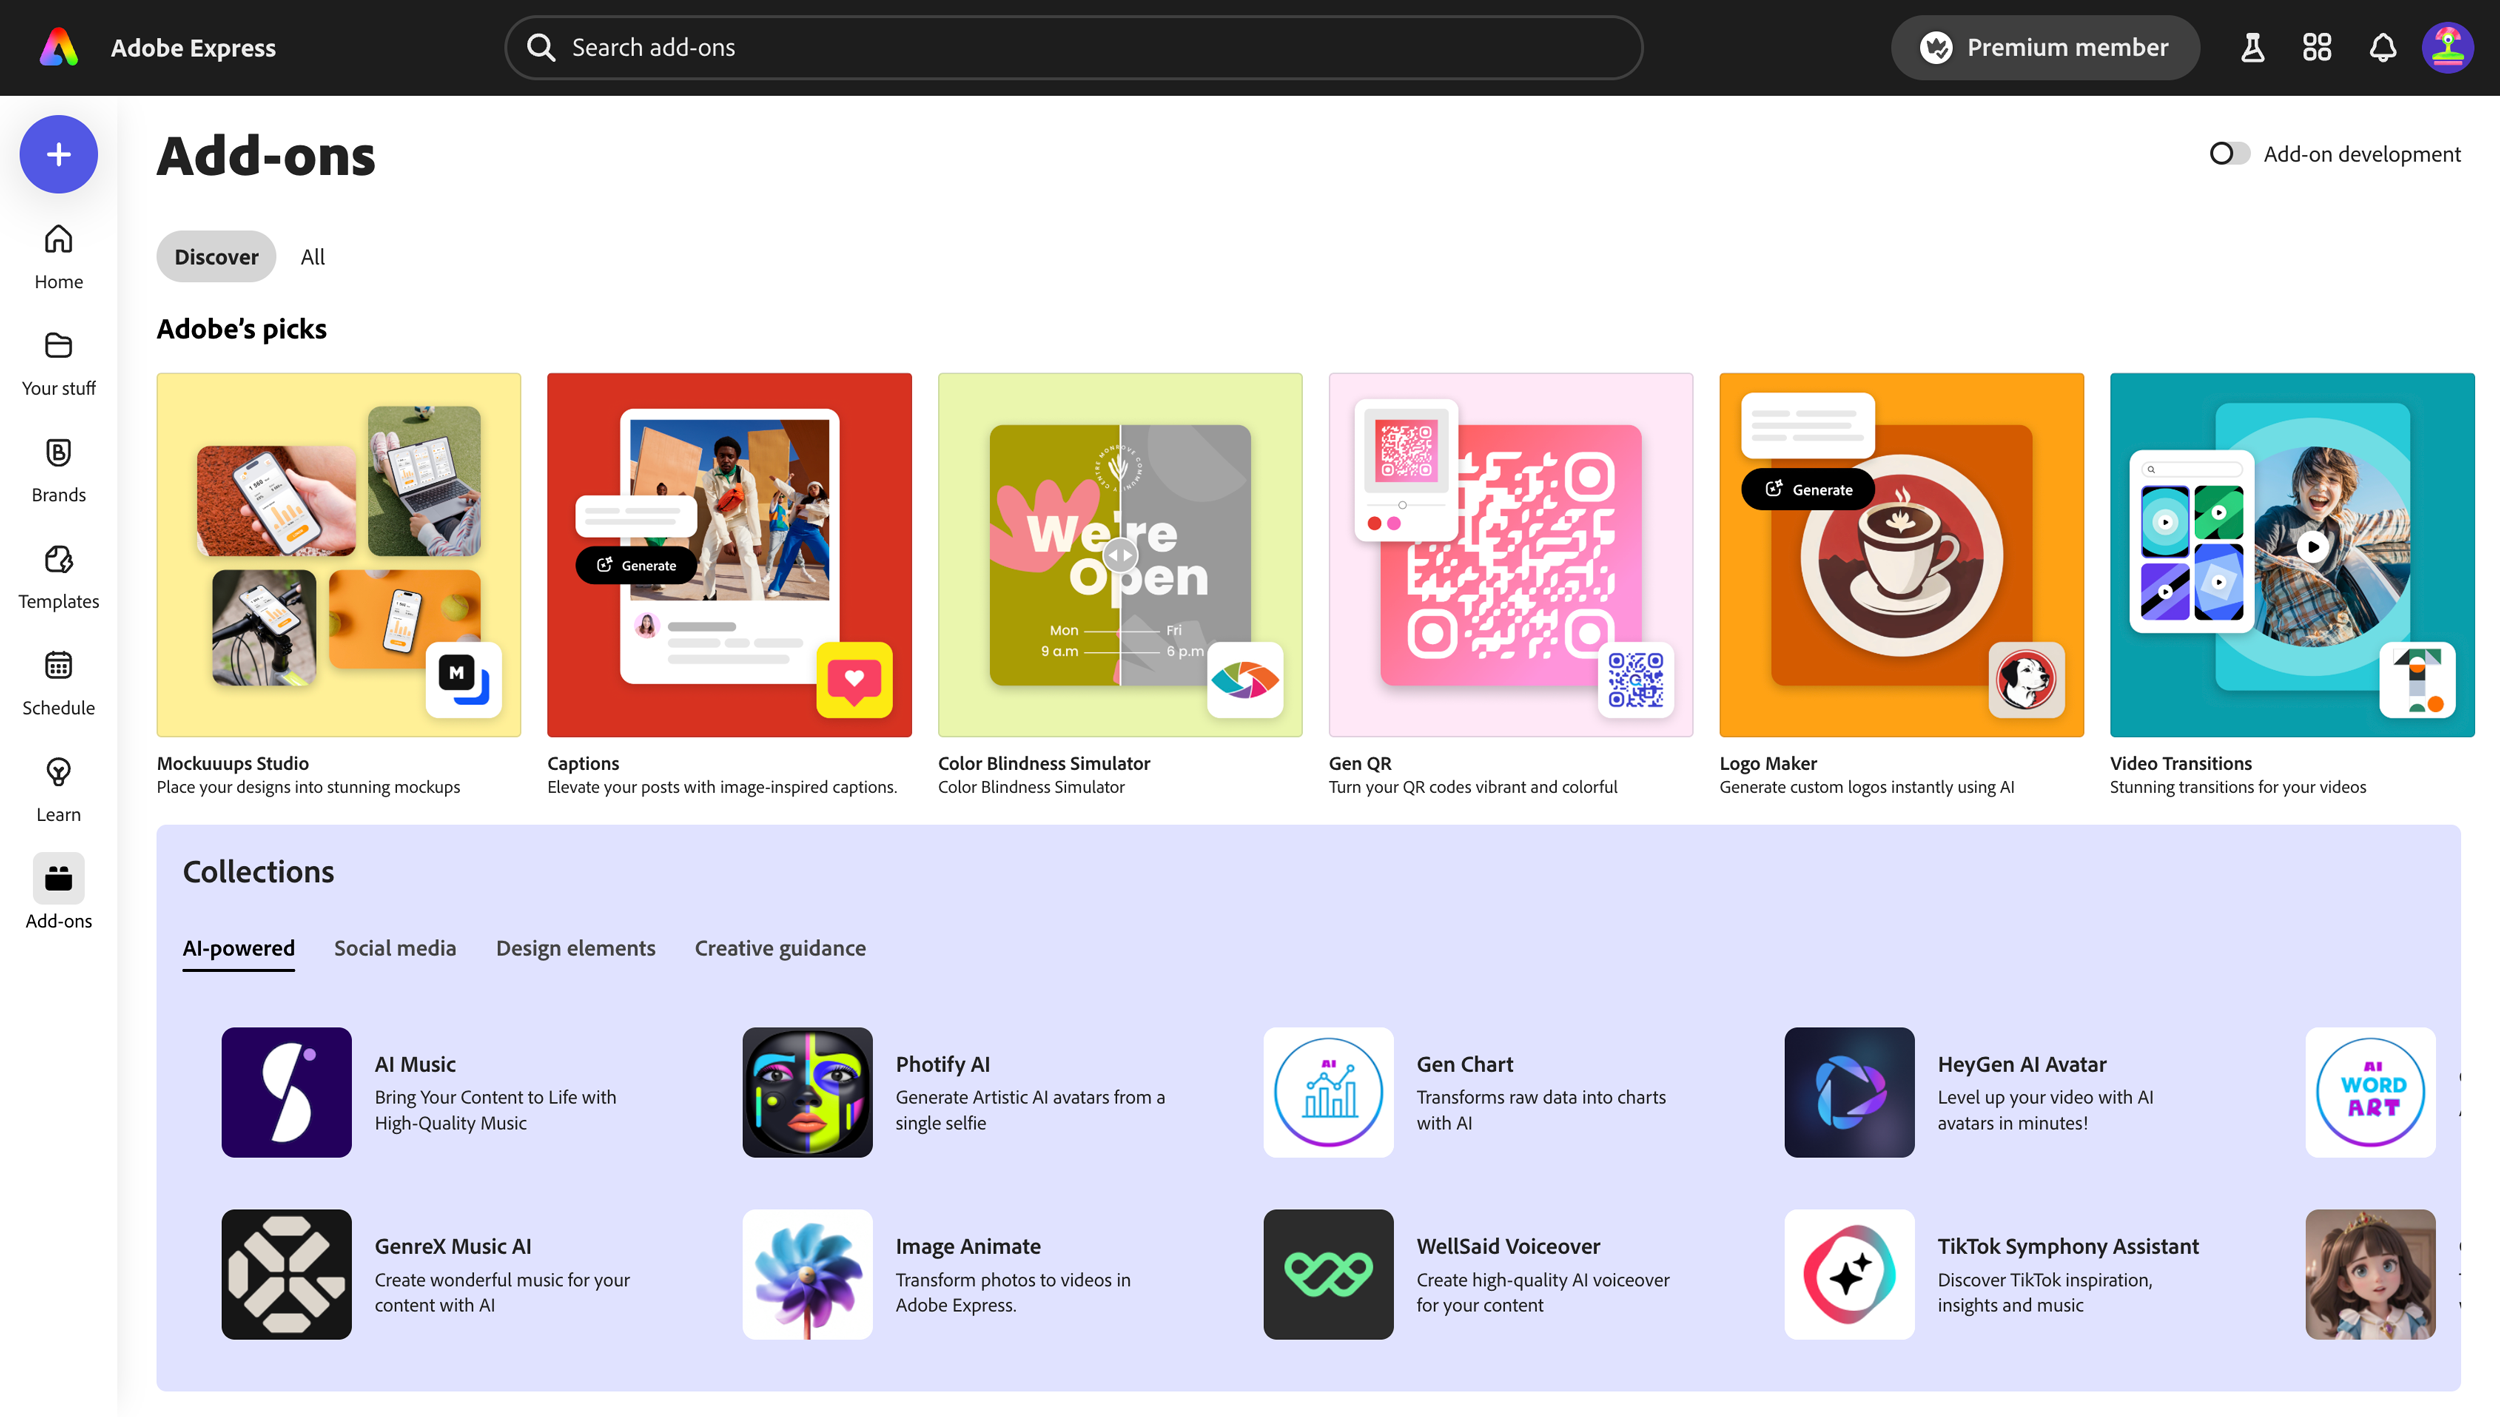 Adobe Express
Search add-ons
Premium member
Add-ons
Add-on development
Home
Your stuff
Brands
Templates
Schedule
Learn
Add-ons
Discover
All
Adobe’s picks
Generate
M
We're
Open
Mon
Fri
9 a.m
6 p.m
Generate
Mockuuups Studio
Place your designs into stunning mockups
Captions
Elevate your posts with image-inspired captions.
Color Blindness Simulator
Color Blindness Simulator
Gen QR
Turn your QR codes vibrant and colorful
Logo Maker
Generate custom logos instantly using AI
Video Transitions
Stunning transitions for your videos
Collections
AI-powered
Social media
Design elements
Creative guidance
AI Music
Bring Your Content to Life with
High-Quality Music
Photify AI
Generate Artistic AI avatars from a
single selfie
AI
Gen Chart
Transforms raw data into charts
with AI
HeyGen AI Avatar
Level up your video with AI
avatars in minutes!
AI
WORD
ART
GenreX Music AI
Create wonderful music for your
content with AI
Image Animate
Transform photos to videos in
Adobe Express.
WellSaid Voiceover
Create high-quality AI voiceover
for your content
TikTok Symphony Assistant
Discover TikTok inspiration,
insights and music